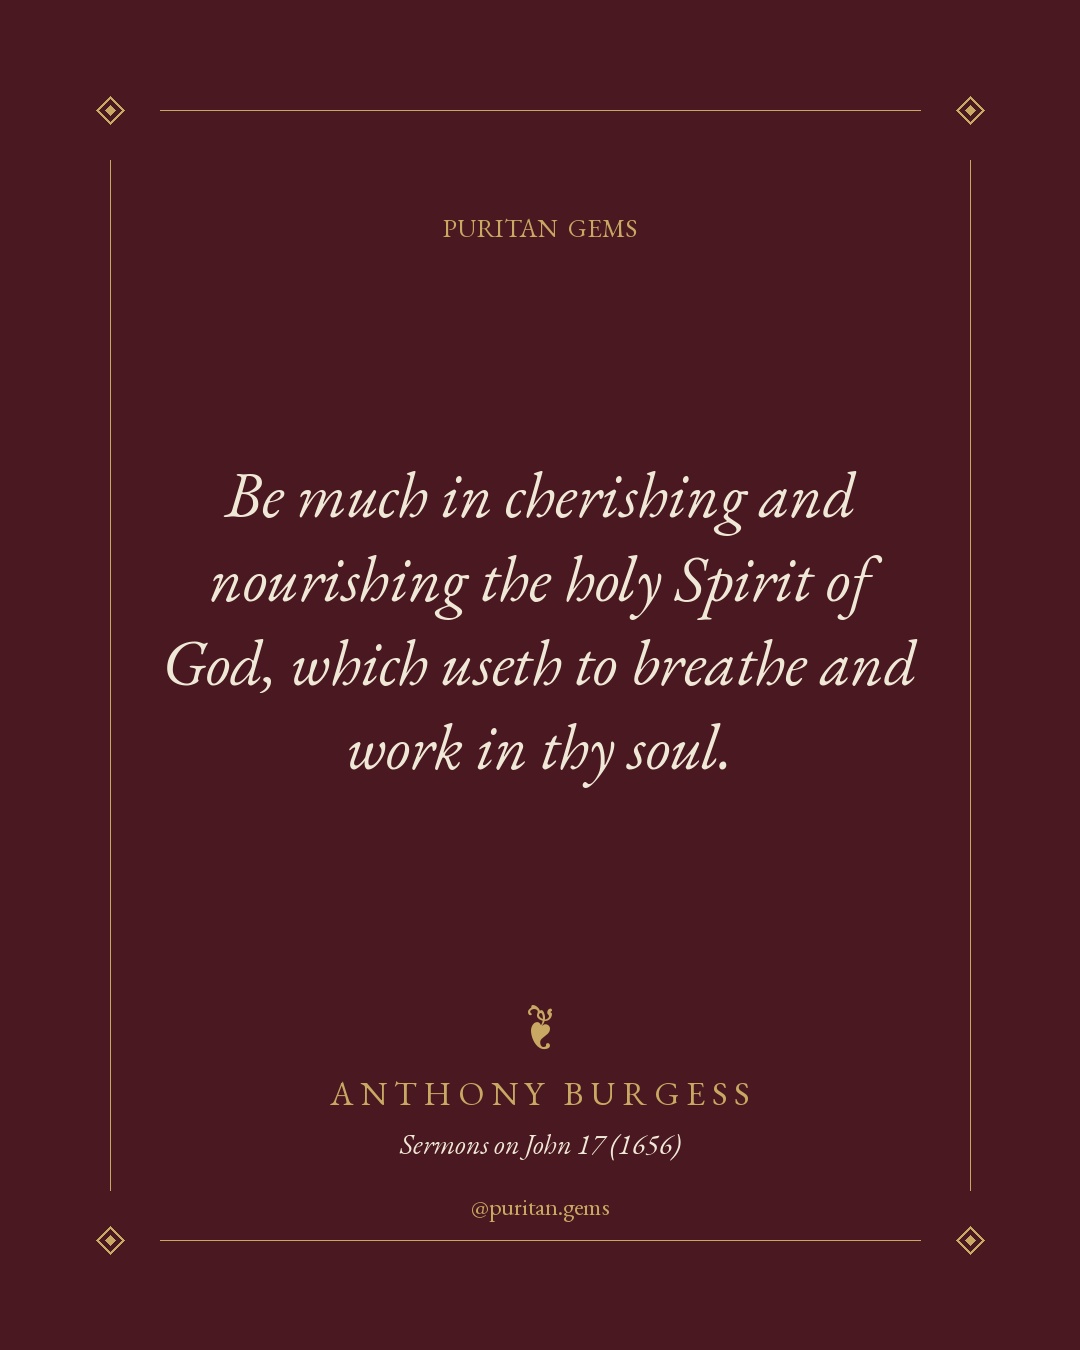 PURITAN GEMS
Be much in cherishing and
nourishing the holy Spirit of
God, which useth to breathe and
work in thy soul.
ANTHONY BURGESS
Sermons on John 17 (1656)
@puritan.gems